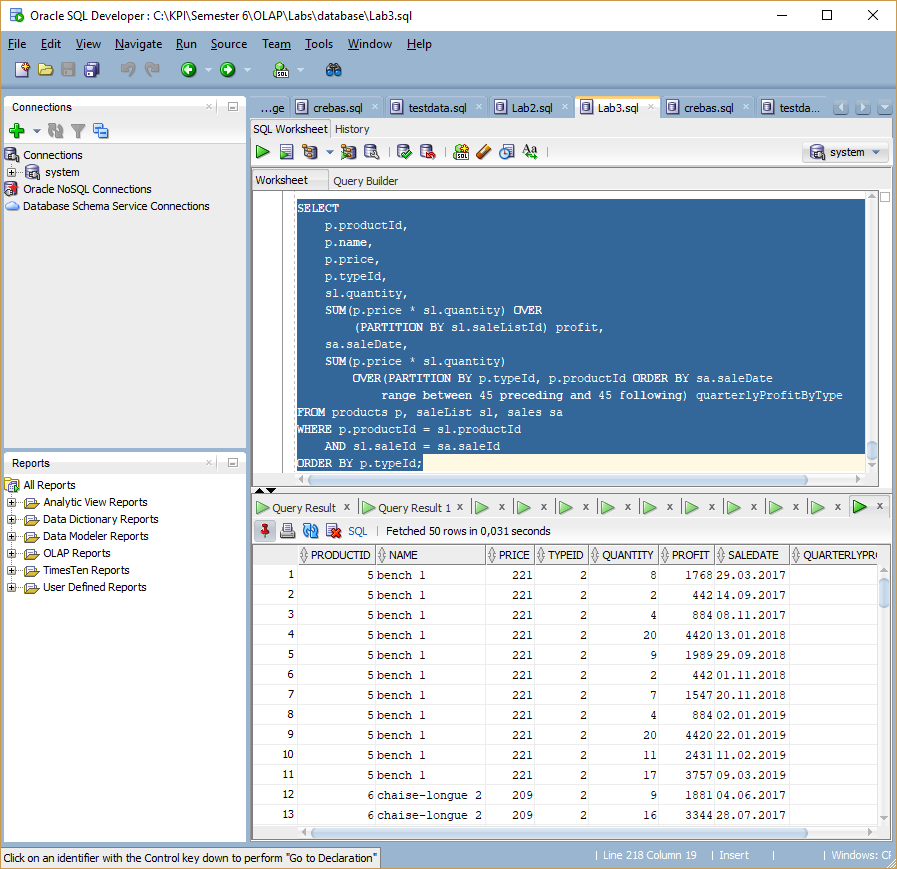 Oracle SQL Developer : C:\KPI\Semester 6\OLAP\Labs\database\Lab3.sql
File Edit View Navigate Run Source Team Tools Window Help
Connections
Connections
system
Oracle NoSQL Connections
Database Schema Service Connections
Reports
All Reports
Analytic View Reports
Data Dictionary Reports
Data Modeler Reports
OLAP Reports
TimesTen Reports
User Defined Reports
...ge crebas.sql testdata.sql Lab2.sql Lab3.sql crebas.sql testda...
SQL Worksheet History
system
Worksheet Query Builder
SELECT
p.productId,
p.name,
p.price,
p.typeId,
sl.quantity,
SUM(p.price * sl.quantity) OVER
(PARTITION BY sl.saleListId) profit,
sa.saleDate,
SUM(p.price * sl.quantity)
OVER(PARTITION BY p.typeId, p.productId ORDER BY sa.saleDate
range between 45 preceding and 45 following) quarterlyProfitByType
FROM products p, saleList sl, sales sa
WHERE p.productId = sl.productId
AND sl.saleId = sa.saleId
ORDER BY p.typeId;
Query Result x Query Result 1 x x x x x x x x x x x
SQL | Fetched 50 rows in 0,031 seconds
PRODUCTID NAME PRICE TYPEID QUANTITY PROFIT SALEDATE QUARTERLYPRO
1 5 bench 1 221 2 8 1768 29.03.2017
2 5 bench 1 221 2 2 442 14.09.2017
3 5 bench 1 221 2 4 884 08.11.2017
4 5 bench 1 221 2 20 4420 13.01.2018
5 5 bench 1 221 2 9 1989 29.09.2018
6 5 bench 1 221 2 2 442 01.11.2018
7 5 bench 1 221 2 7 1547 20.11.2018
8 5 bench 1 221 2 4 884 02.01.2019
9 5 bench 1 221 2 20 4420 22.01.2019
10 5 bench 1 221 2 11 2431 11.02.2019
11 5 bench 1 221 2 17 3757 09.03.2019
12 6 chaise-longue 2 209 2 9 1881 04.06.2017
13 6 chaise-longue 2 209 2 16 3344 28.07.2017
Click on an identifier with the Control key down to perform "Go to Declaration"
| Line 218 Column 19 | Insert | | Windows: CF